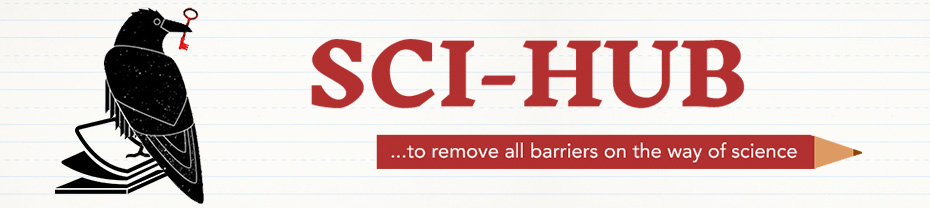 SCI-HUB
...to remove all barriers on the way of science